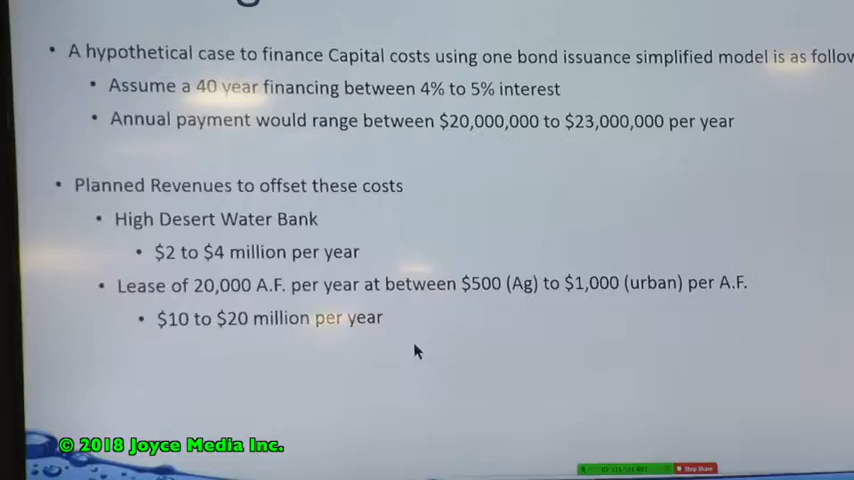 • A hypothetical case to finance Capital costs using one bond issuance simplified model is as follow
• Assume a 40 year financing between 4% to 5% interest
• Annual payment would range between $20,000,000 to $23,000,000 per year
• Planned Revenues to offset these costs
• High Desert Water Bank
• $2 to $4 million per year
• Lease of 20,000 A.F. per year at between $500 (Ag) to $1,000 (urban) per A.F.
• $10 to $20 million per year
© 2018 Joyce Media Inc.
Stop Share